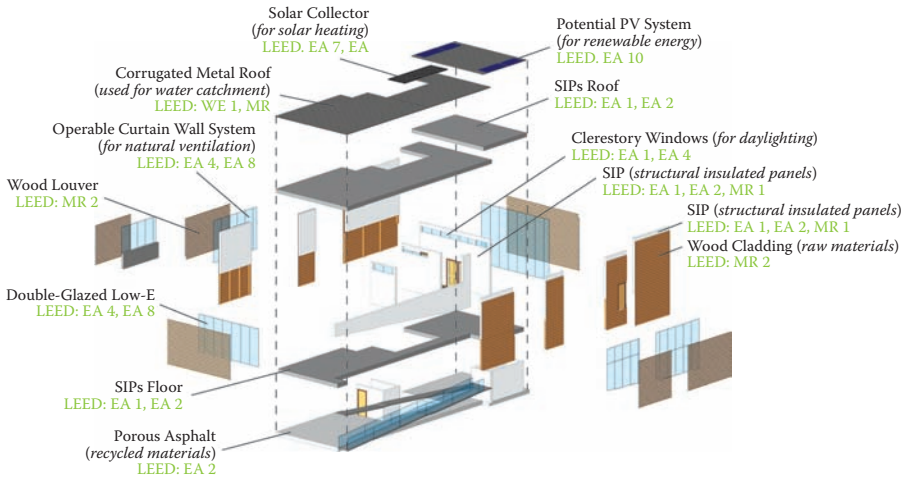 Solar Collector
(for solar heating)
LEED. EA 7, EA
Potential PV System
(for renewable energy)
LEED. EA 10
Corrugated Metal Roof
(used for water catchment)
LEED: WE 1, MR
SIPs Roof
LEED: EA 1, EA 2
Operable Curtain Wall System
(for natural ventilation)
LEED: EA 4, EA 8
Clerestory Windows (for daylighting)
LEED: EA 1, EA 4
SIP (structural insulated panels)
LEED: EA 1, EA 2, MR 1
Wood Louver
LEED: MR 2
SIP (structural insulated panels)
LEED: EA 1, EA 2, MR 1
Wood Cladding (raw materials)
LEED: MR 2
Double-Glazed Low-E
LEED: EA 4, EA 8
SIPs Floor
LEED: EA 1, EA 2
Porous Asphalt
(recycled materials)
LEED: EA 2